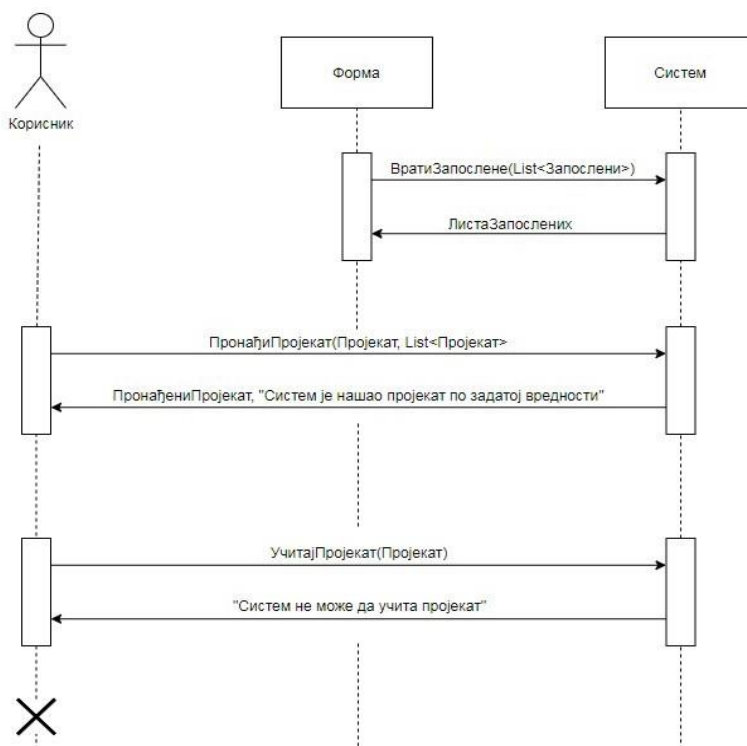 Корисник
Форма
Систем
ВратиЗапослене(List<Запослени>)
ЛистаЗапослених
ПронађиПројекат(Пројекат, List<Пројекат>
ПронађениПројекат, "Систем је нашао пројекат по задатој вредности"
УчитајПројекат(Пројекат)
"Систем не може да учита пројекат"